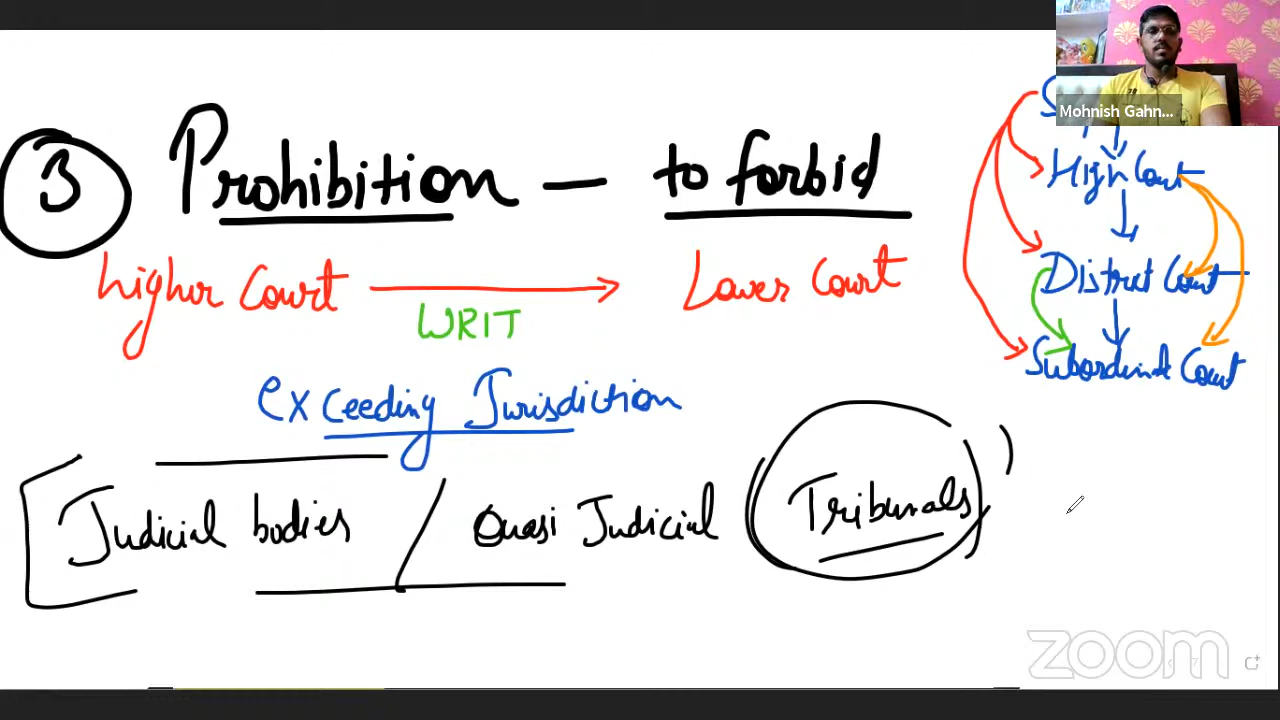 3 Prohibition — to forbid
Higher Court → Lower Court
WRIT
exceeding Jurisdiction
Judicial bodies / Quasi Judicial (Tribunals)
High Court
District Court
Subordinate Court
Mohnish Gahn...
zoom